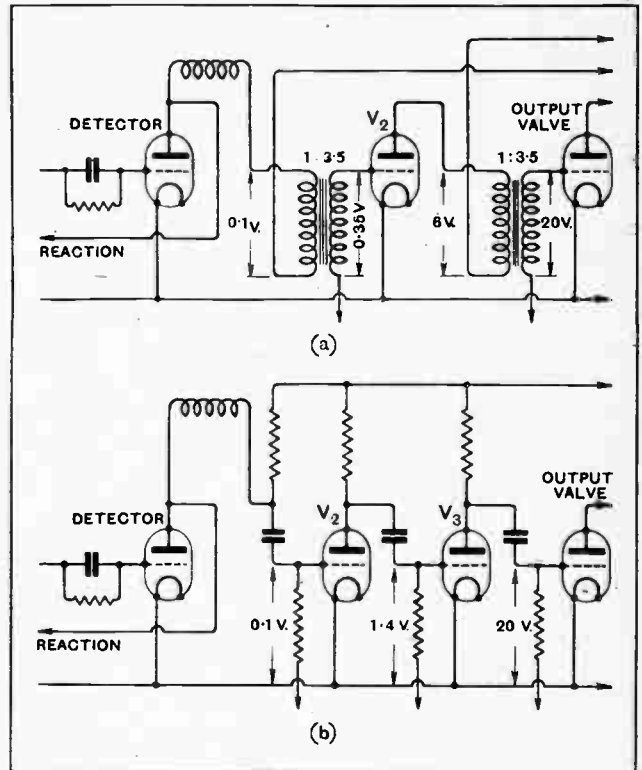 DETECTOR
V2
OUTPUT
VALVE
1 : 3·5
1:3·5
0·1 V.
0·35V
6V.
20V.
REACTION
(a)
DETECTOR
V2
V3
OUTPUT
VALVE
0·1 V.
1·4 V.
20 V.
REACTION
(b)